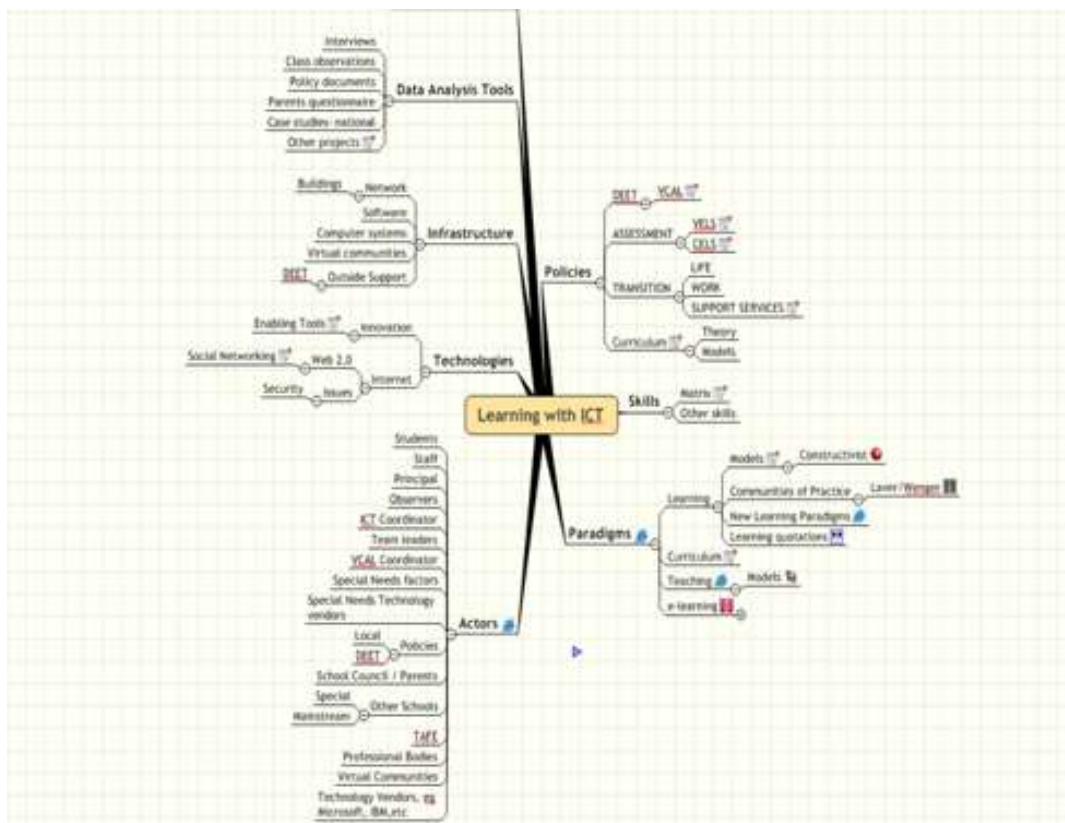 Interviews
Class observations
Policy documents
Parents questionnaire
Case studies- national
Other projects
Data Analysis Tools
Buildings
Network
Software
Computer systems
Virtual communities
DEET
Outside Support
Infrastructure
Enabling Tools
Innovation
Social Networking
Web 2.0
Internet
Security
Issues
Technologies
Learning with ICT
Students
Staff
Principal
Observers
ICT Coordinator
Team leaders
VCAL Coordinator
Special Needs factors
Special Needs Technology
vendors
Local
DEET
Policies
School Council / Parents
Special
Mainstream
Other Schools
TAFE
Professional Bodies
Virtual Communities
Technology Vendors, eg
Microsoft, IBM,etc
Actors
Policies
DEET
VCAL
ASSESSMENT
VELS
CELS
TRANSITION
LIFE
WORK
SUPPORT SERVICES
Curriculum
Theory
Models
Skills
Matrix
Other skills
Paradigms
Learning
Models
Constructivist
Communities of Practice
Laver/Wenger
New Learning Paradigms
Learning quotations
Curriculum
Teaching
Models
e-learning